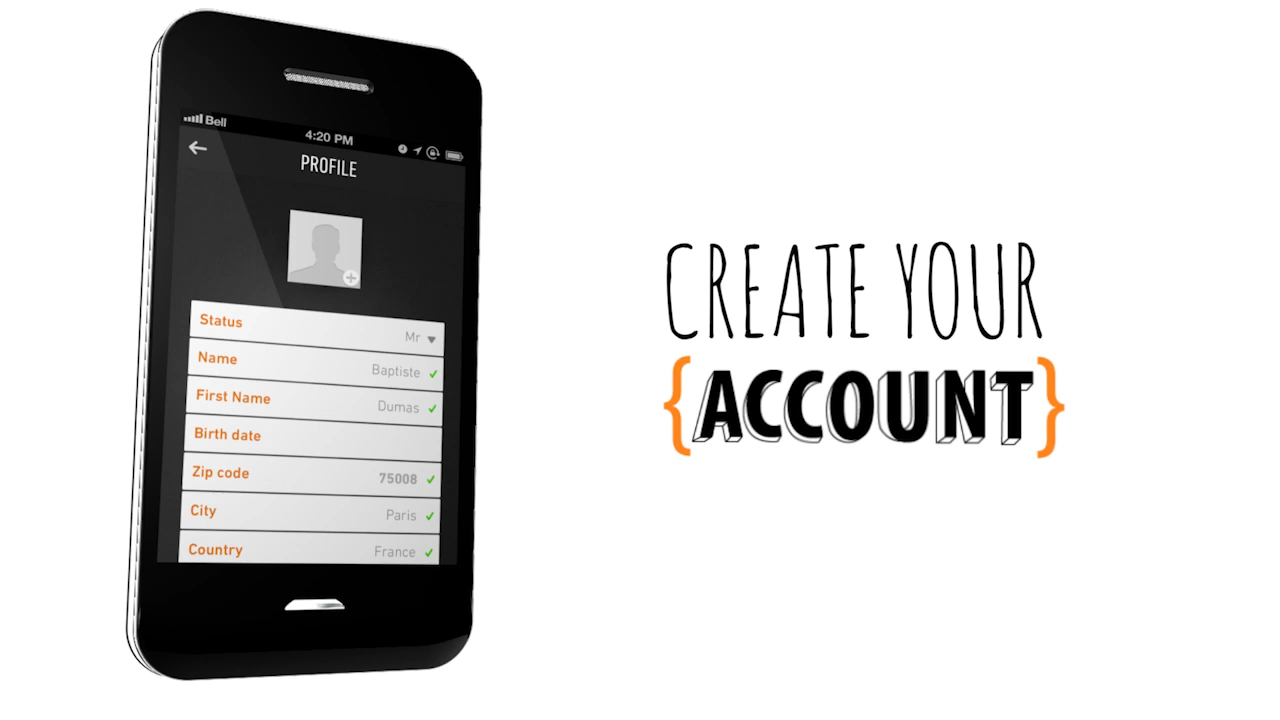 Bell
4:20 PM
PROFILE
Status Mr
Name Baptiste
First Name Dumas
Birth date
Zip code 75008
City Paris
Country France
CREATE YOUR
{ACCOUNT}